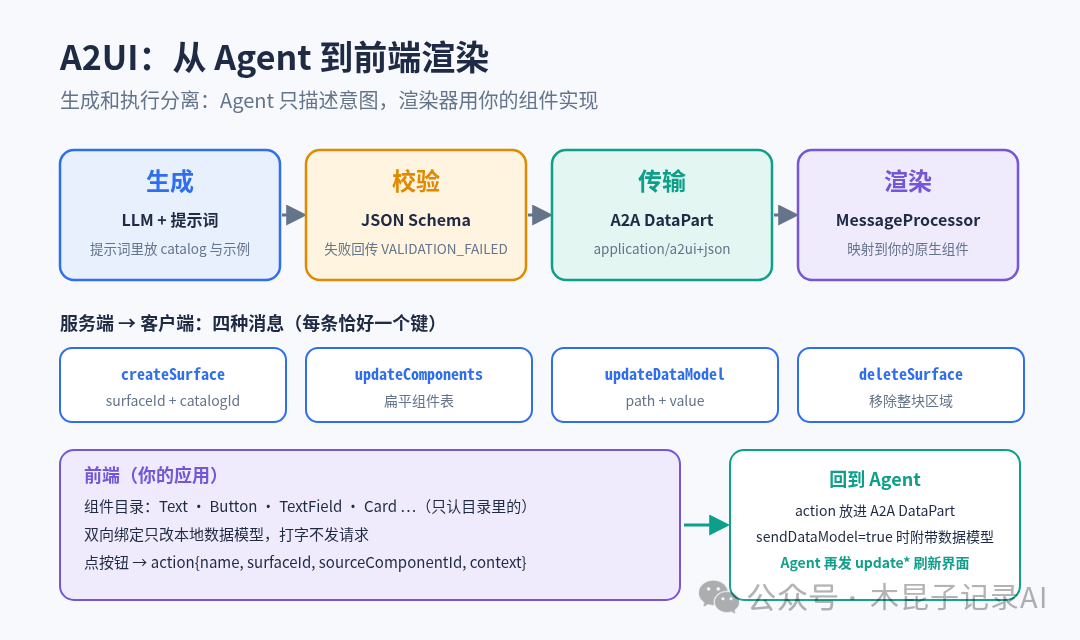 A2UI：从 Agent 到前端渲染
生成和执行分离：Agent 只描述意图，渲染器用你的组件实现
生成
LLM + 提示词
提示词里放 catalog 与示例
校验
JSON Schema
失败回传 VALIDATION_FAILED
传输
A2A DataPart
application/a2ui+json
渲染
MessageProcessor
映射到你的原生组件
服务端 → 客户端：四种消息（每条恰好一个键）
createSurface
surfaceId + catalogId
updateComponents
扁平组件表
updateDataModel
path + value
deleteSurface
移除整块区域
前端（你的应用）
组件目录：Text · Button · TextField · Card …（只认目录里的）
双向绑定只改本地数据模型，打字不发请求
点按钮 → action{name, surfaceId, sourceComponentId, context}
回到 Agent
action 放进 A2A DataPart
sendDataModel=true 时附带数据模型
Agent 再发 update* 刷新界面
公众号 · 木昆子记录AI